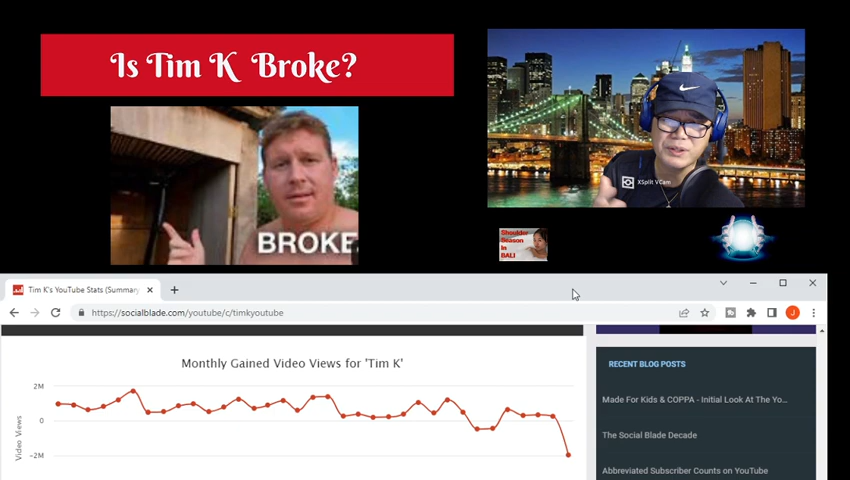 Is Tim K Broke?
BROKE
XSplit VCam
Shoulder
Season
In
BALI
Tim K's YouTube Stats (Summary
https://socialblade.com/youtube/c/timkyoutube
J
Monthly Gained Video Views for 'Tim K'
2M
0
-2M
Video Views
RECENT BLOG POSTS
Made For Kids & COPPA - Initial Look At The Yo...
The Social Blade Decade
Abbreviated Subscriber Counts on YouTube